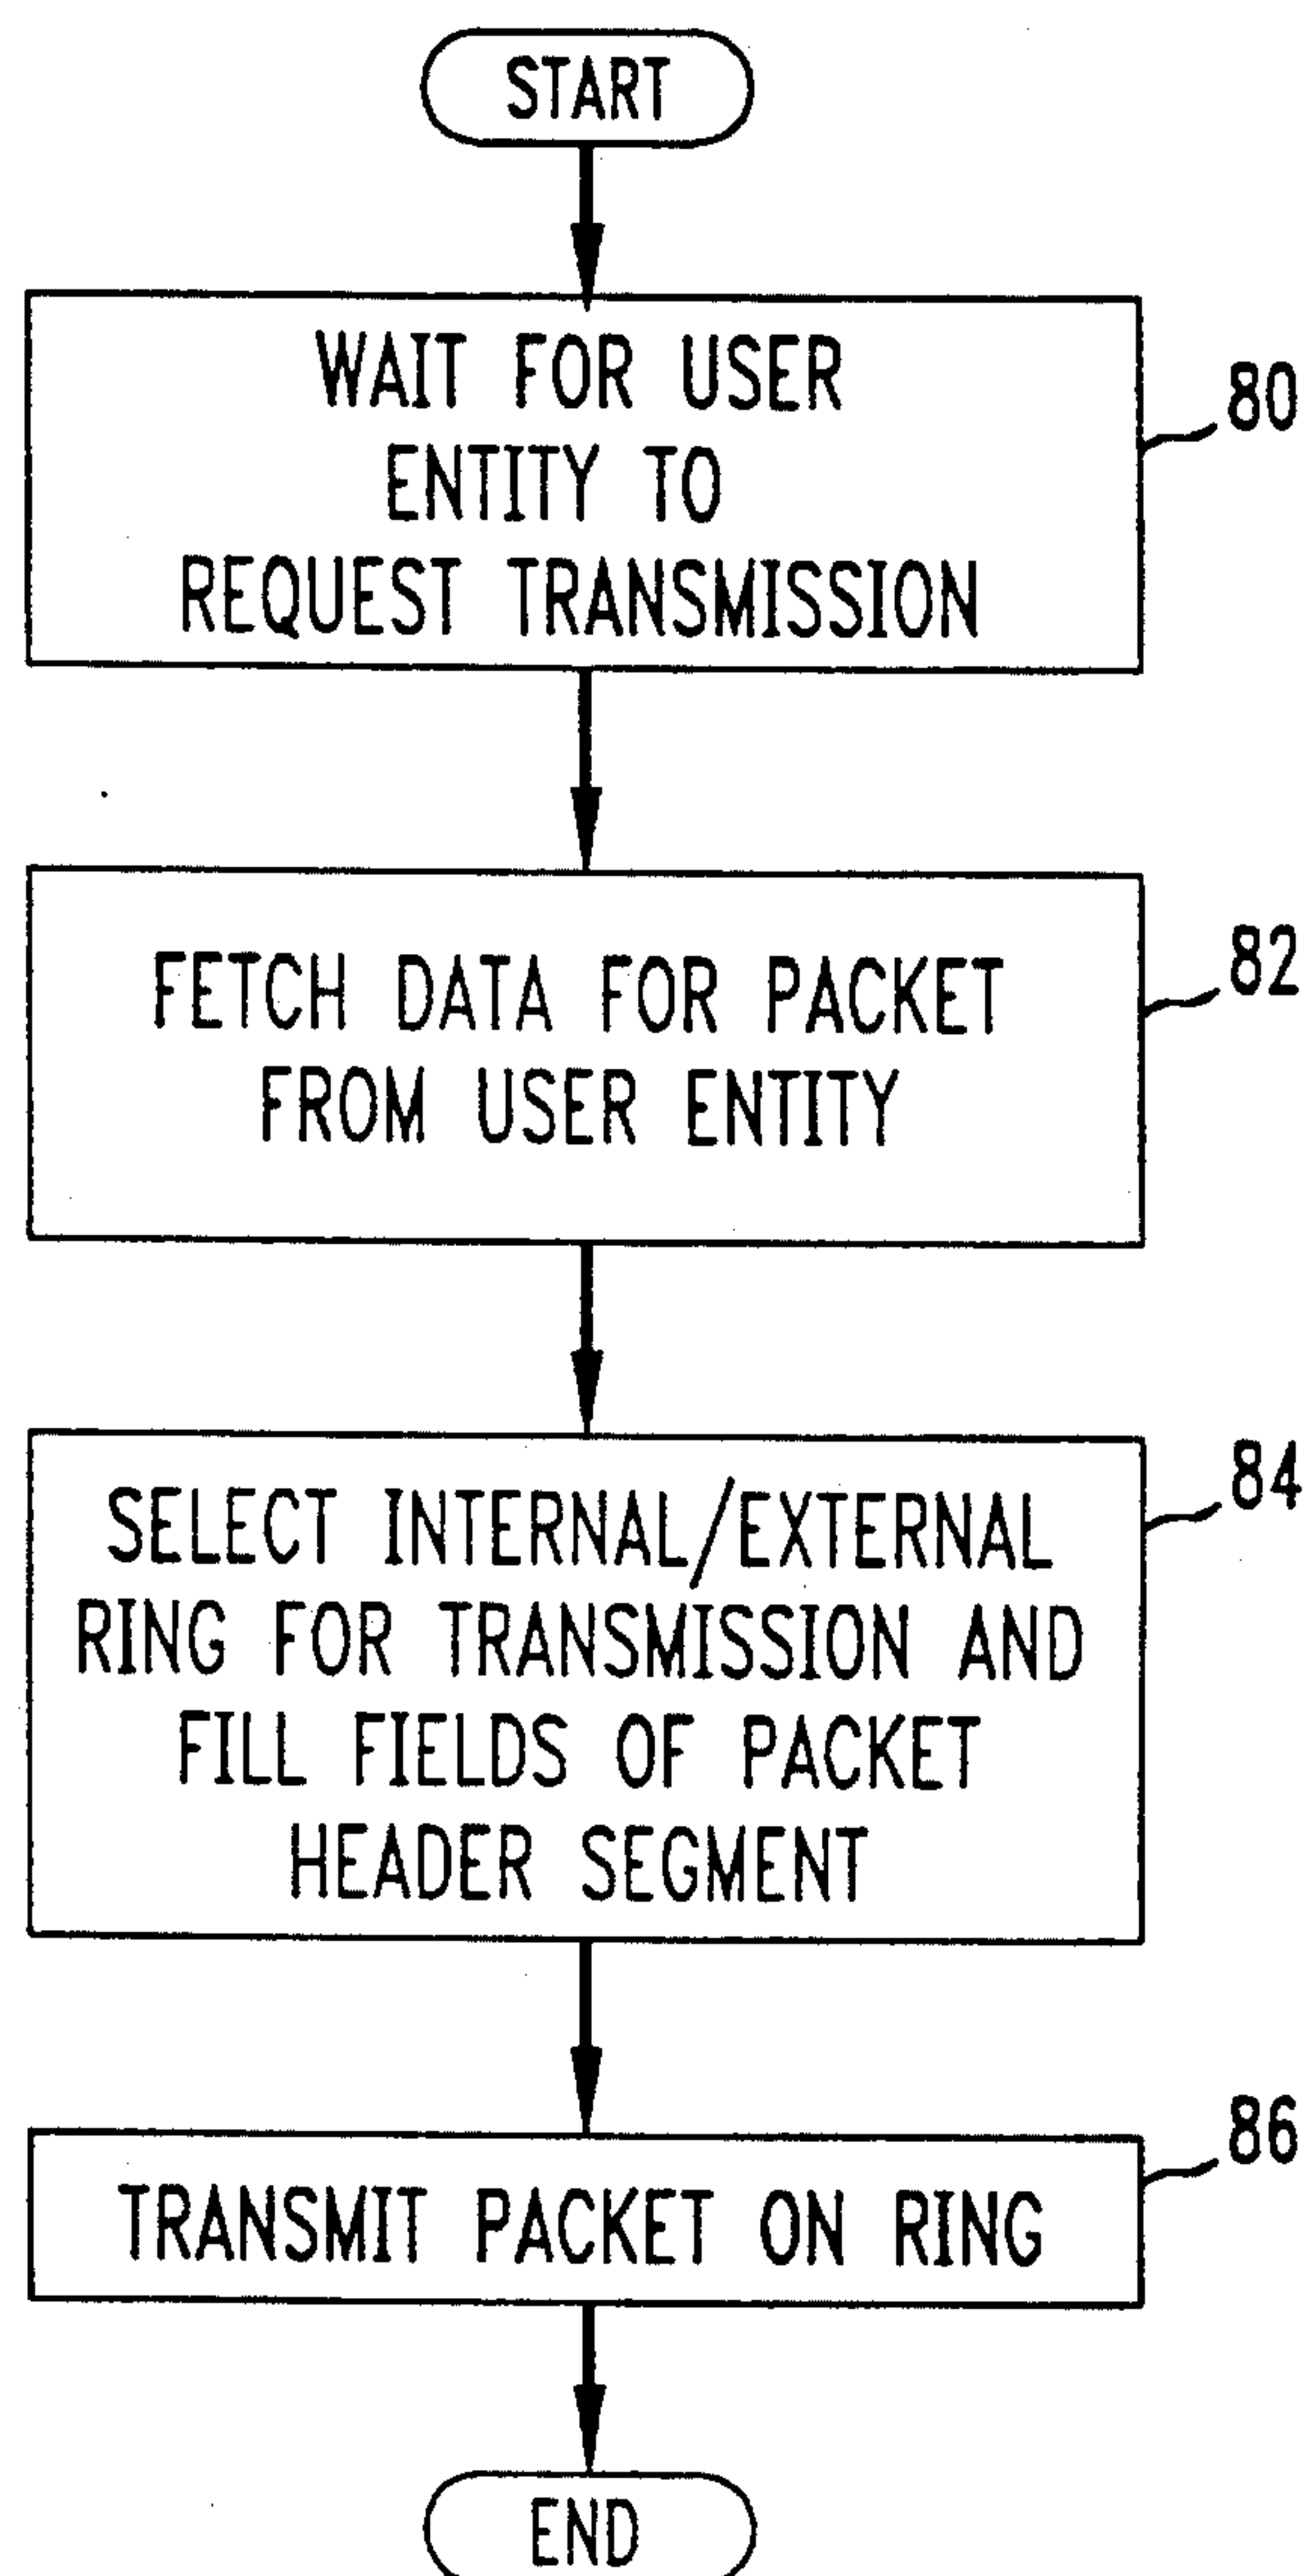 START
WAIT FOR USER
ENTITY TO
REQUEST TRANSMISSION
80
FETCH DATA FOR PACKET
FROM USER ENTITY
82
SELECT INTERNAL/EXTERNAL
RING FOR TRANSMISSION AND
FILL FIELDS OF PACKET
HEADER SEGMENT
84
TRANSMIT PACKET ON RING
86
END